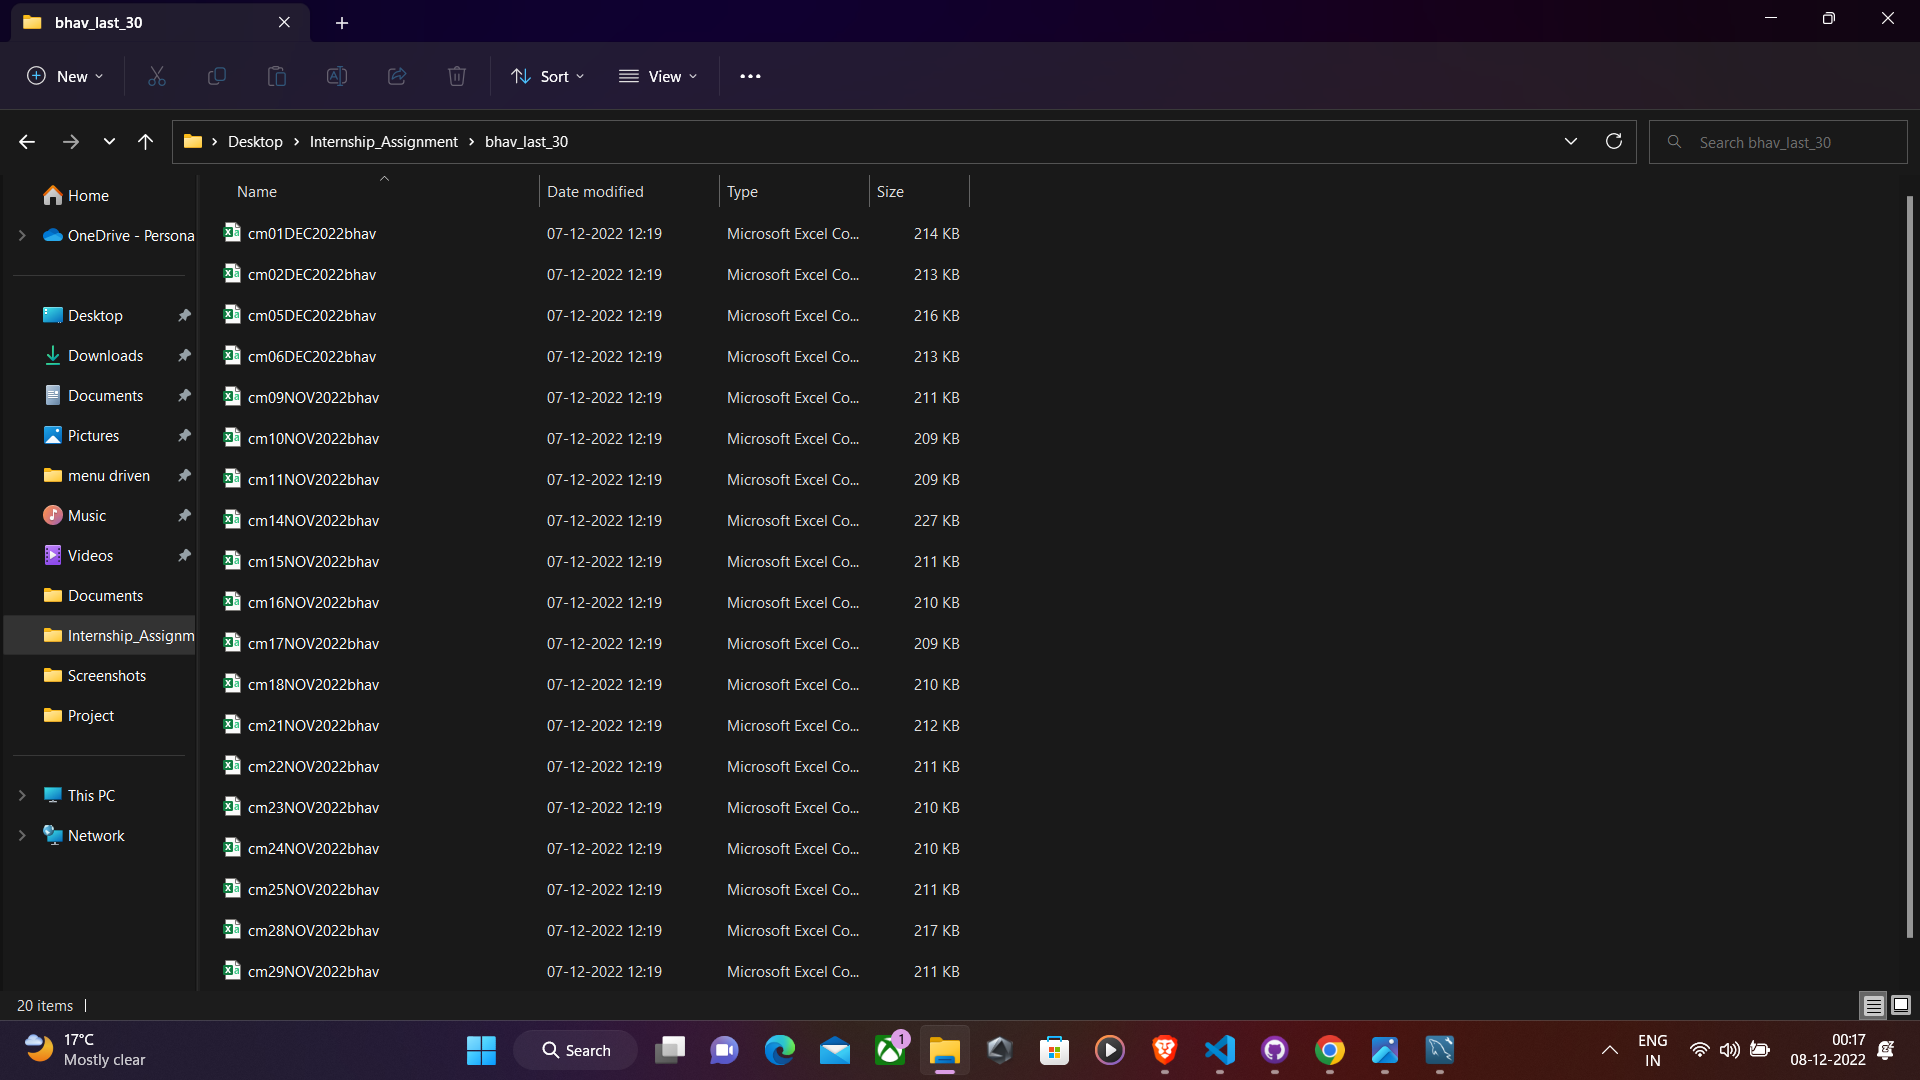 bhav_last_30
New
Sort
View
Desktop
Internship_Assignment
bhav_last_30
Search bhav_last_30
Name
Date modified
Type
Size
Home
OneDrive - Persona
Desktop
Downloads
Documents
Pictures
menu driven
Music
Videos
Documents
Internship_Assignm
Screenshots
Project
This PC
Network
cm01DEC2022bhav 07-12-2022 12:19 Microsoft Excel Co... 214 KB
cm02DEC2022bhav 07-12-2022 12:19 Microsoft Excel Co... 213 KB
cm05DEC2022bhav 07-12-2022 12:19 Microsoft Excel Co... 216 KB
cm06DEC2022bhav 07-12-2022 12:19 Microsoft Excel Co... 213 KB
cm09NOV2022bhav 07-12-2022 12:19 Microsoft Excel Co... 211 KB
cm10NOV2022bhav 07-12-2022 12:19 Microsoft Excel Co... 209 KB
cm11NOV2022bhav 07-12-2022 12:19 Microsoft Excel Co... 209 KB
cm14NOV2022bhav 07-12-2022 12:19 Microsoft Excel Co... 227 KB
cm15NOV2022bhav 07-12-2022 12:19 Microsoft Excel Co... 211 KB
cm16NOV2022bhav 07-12-2022 12:19 Microsoft Excel Co... 210 KB
cm17NOV2022bhav 07-12-2022 12:19 Microsoft Excel Co... 209 KB
cm18NOV2022bhav 07-12-2022 12:19 Microsoft Excel Co... 210 KB
cm21NOV2022bhav 07-12-2022 12:19 Microsoft Excel Co... 212 KB
cm22NOV2022bhav 07-12-2022 12:19 Microsoft Excel Co... 211 KB
cm23NOV2022bhav 07-12-2022 12:19 Microsoft Excel Co... 210 KB
cm24NOV2022bhav 07-12-2022 12:19 Microsoft Excel Co... 210 KB
cm25NOV2022bhav 07-12-2022 12:19 Microsoft Excel Co... 211 KB
cm28NOV2022bhav 07-12-2022 12:19 Microsoft Excel Co... 217 KB
cm29NOV2022bhav 07-12-2022 12:19 Microsoft Excel Co... 211 KB
20 items
17°C
Mostly clear
Search
1
ENG
IN
00:17
08-12-2022